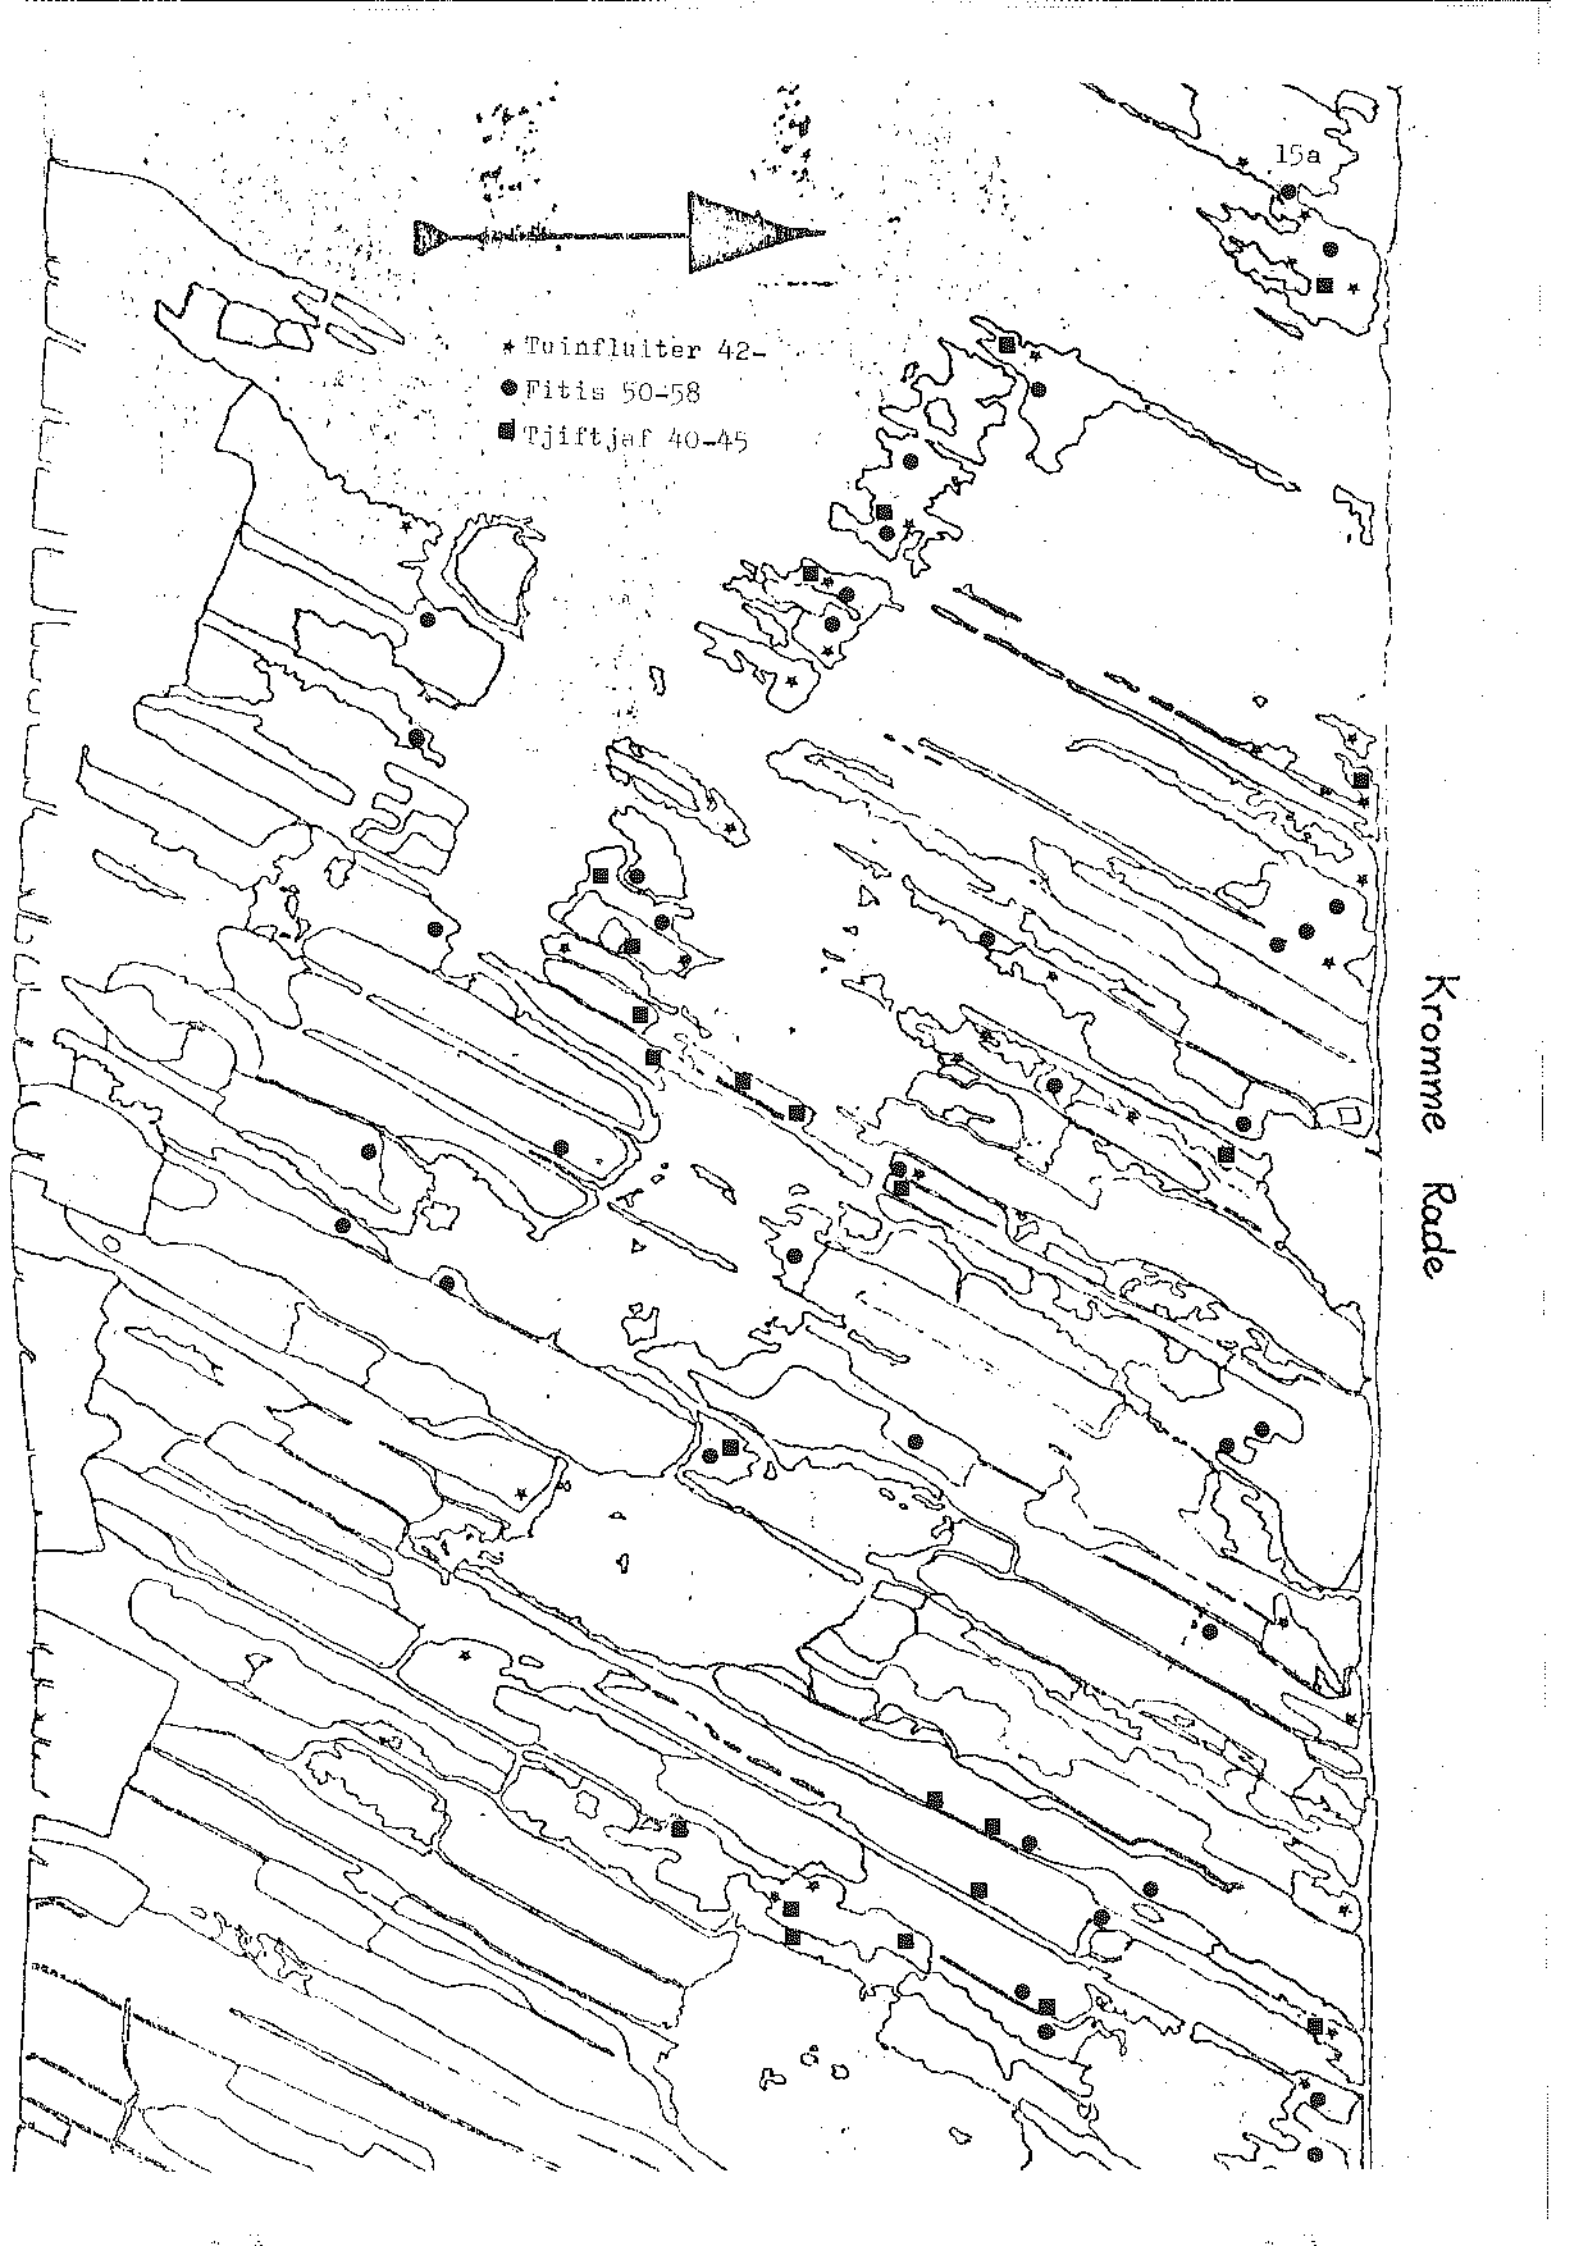 15a
★ Tuinfluiter 42-
● Fitis 50-58
■ Tjiftjaf 40-45
Kromme Rade